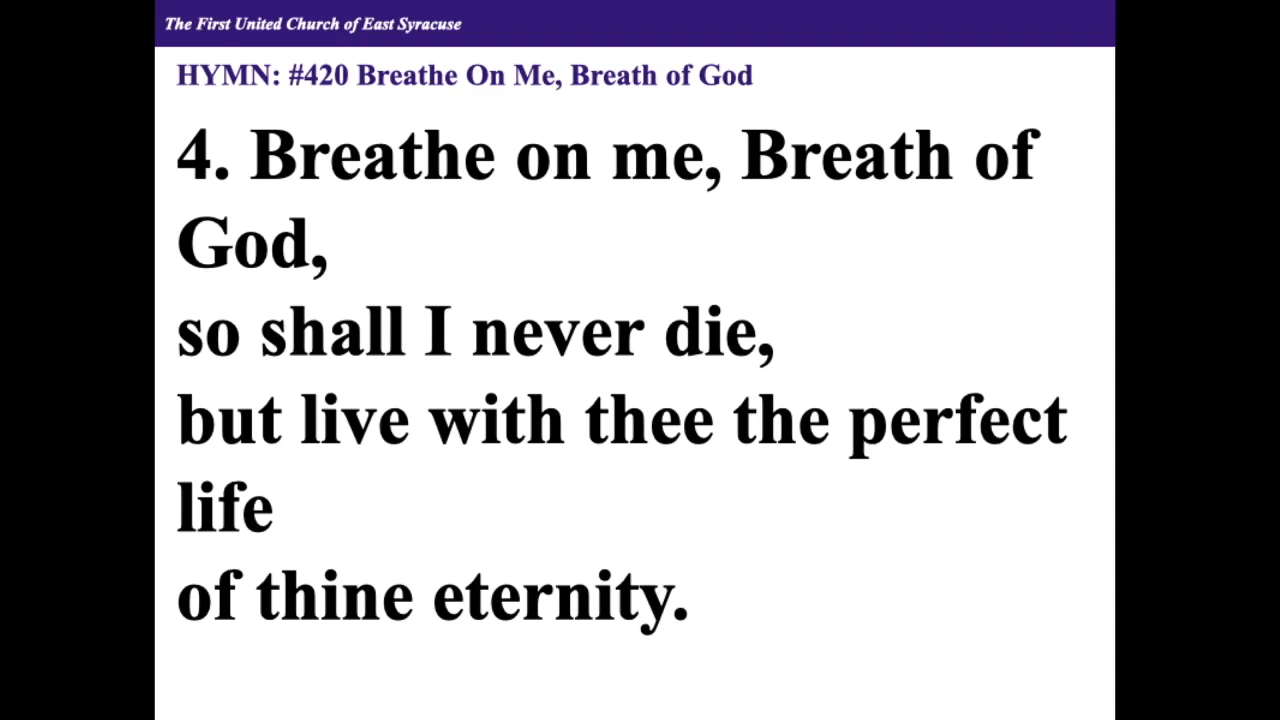 The First United Church of East Syracuse
HYMN: #420 Breathe On Me, Breath of God
4. Breathe on me, Breath of
God,
so shall I never die,
but live with thee the perfect
life
of thine eternity.